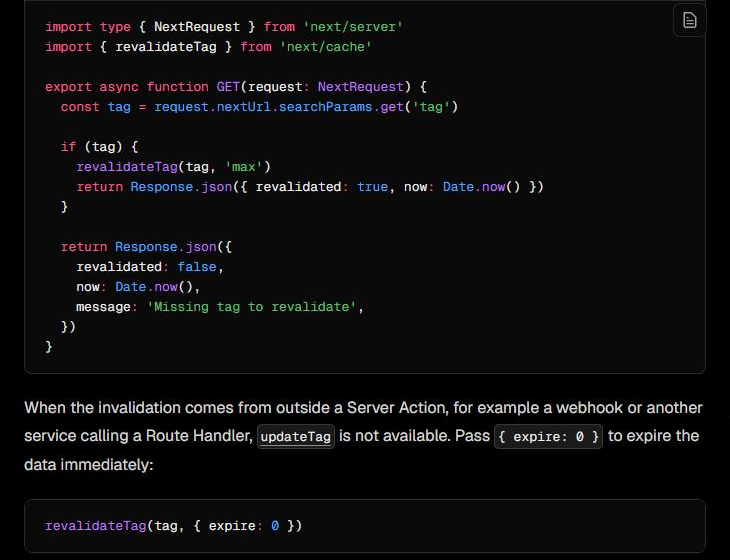 import type { NextRequest } from 'next/server'
import { revalidateTag } from 'next/cache'

export async function GET(request: NextRequest) {
  const tag = request.nextUrl.searchParams.get('tag')

  if (tag) {
    revalidateTag(tag, 'max')
    return Response.json({ revalidated: true, now: Date.now() })
  }

  return Response.json({
    revalidated: false,
    now: Date.now(),
    message: 'Missing tag to revalidate',
  })
}
When the invalidation comes from outside a Server Action, for example a webhook or another
service calling a Route Handler, updateTag is not available. Pass { expire: 0 } to expire the
data immediately:
revalidateTag(tag, { expire: 0 })